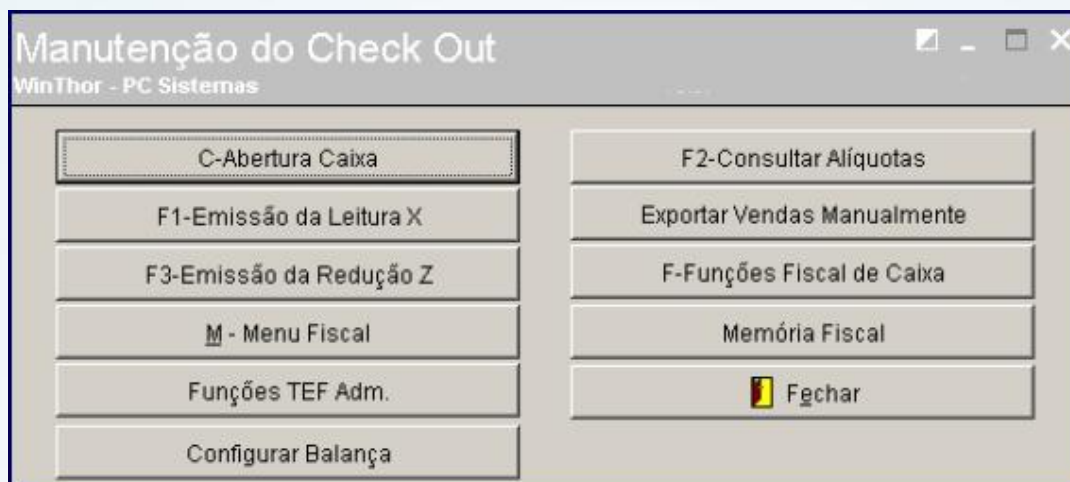 Manutenção do Check Out
WinThor - PC Sistemas
C-Abertura Caixa
F2-Consultar Alíquotas
F1-Emissão da Leitura X
Exportar Vendas Manualmente
F3-Emissão da Redução Z
F-Funções Fiscal de Caixa
M - Menu Fiscal
Memória Fiscal
Funções TEF Adm.
Fechar
Configurar Balança